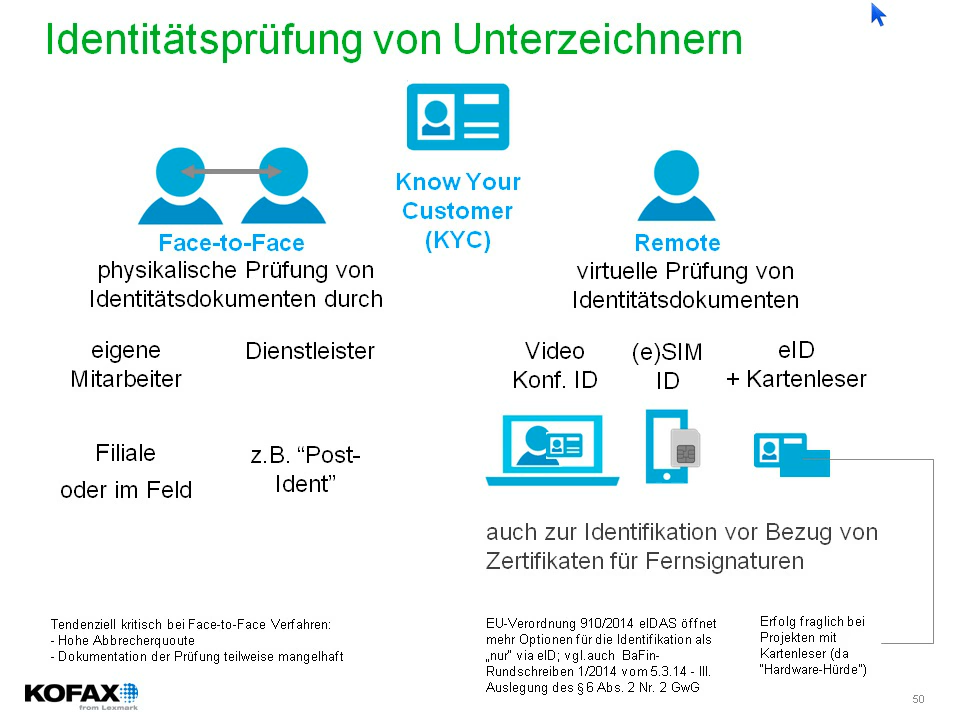 Identitätsprüfung von Unterzeichnern
Know Your
Customer
(KYC)
Face-to-Face
physikalische Prüfung von
Identitätsdokumenten durch
eigene
Mitarbeiter
Dienstleister
Filiale
oder im Feld
z.B. “Post-
Ident”
Remote
virtuelle Prüfung von
Identitätsdokumenten
Video
Konf. ID
(e)SIM
ID
eID
+ Kartenleser
auch zur Identifikation vor Bezug von
Zertifikaten für Fernsignaturen
Tendenziell kritisch bei Face-to-Face Verfahren:
- Hohe Abbrecherquoute
- Dokumentation der Prüfung teilweise mangelhaft
EU-Verordnung 910/2014 eIDAS öffnet
mehr Optionen für die Identifikation als
„nur” via eID; vgl.auch BaFin-
Rundschreiben 1/2014 vom 5.3.14 - III.
Auslegung des §6 Abs. 2 Nr. 2 GwG
Erfolg fraglich bei
Projekten mit
Kartenleser (da
“Hardware-Hürde”)
KOFAX
from Lexmark
50